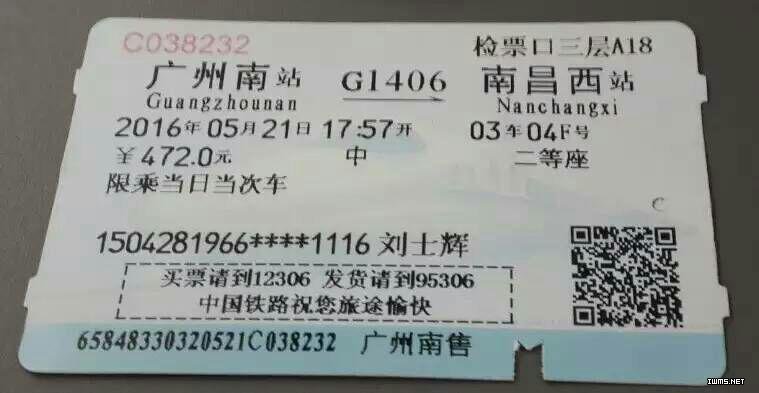 C038232 检票口三层A18
广州南站 G1406 南昌西站
Guangzhounan Nanchangxi
2016年05月21日17:57开 03车04F号
￥472.0元 中 二等座
限乘当日当次车
C
1504281966****1116刘士辉
买票请到12306 发货请到95306
中国铁路祝您旅途愉快
65848330320521C038232 广州南售
IWMS.NET